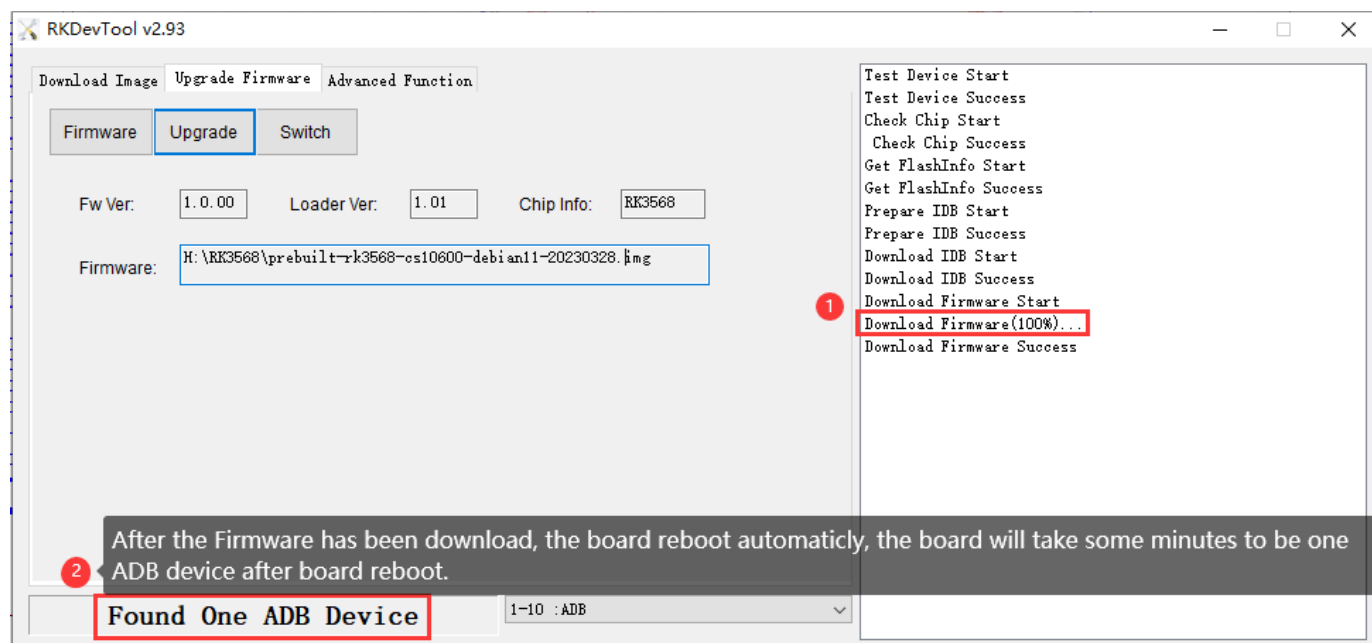 RKDevTool v2.93
Download Image Upgrade Firmware Advanced Function
Firmware Upgrade Switch
Fw Ver: 1.0.00 Loader Ver: 1.01 Chip Info: RK3568
Firmware: H:\RK3568\prebuilt-rk3568-cs10600-debian11-20230328.img
Test Device Start
Test Device Success
Check Chip Start
Check Chip Success
Get FlashInfo Start
Get FlashInfo Success
Prepare IDB Start
Prepare IDB Success
Download IDB Start
Download IDB Success
Download Firmware Start
1 Download Firmware(100%)...
Download Firmware Success
After the Firmware has been download, the board reboot automaticly, the board will take some minutes to be one
2 ADB device after board reboot.
Found One ADB Device
1-10 :ADB